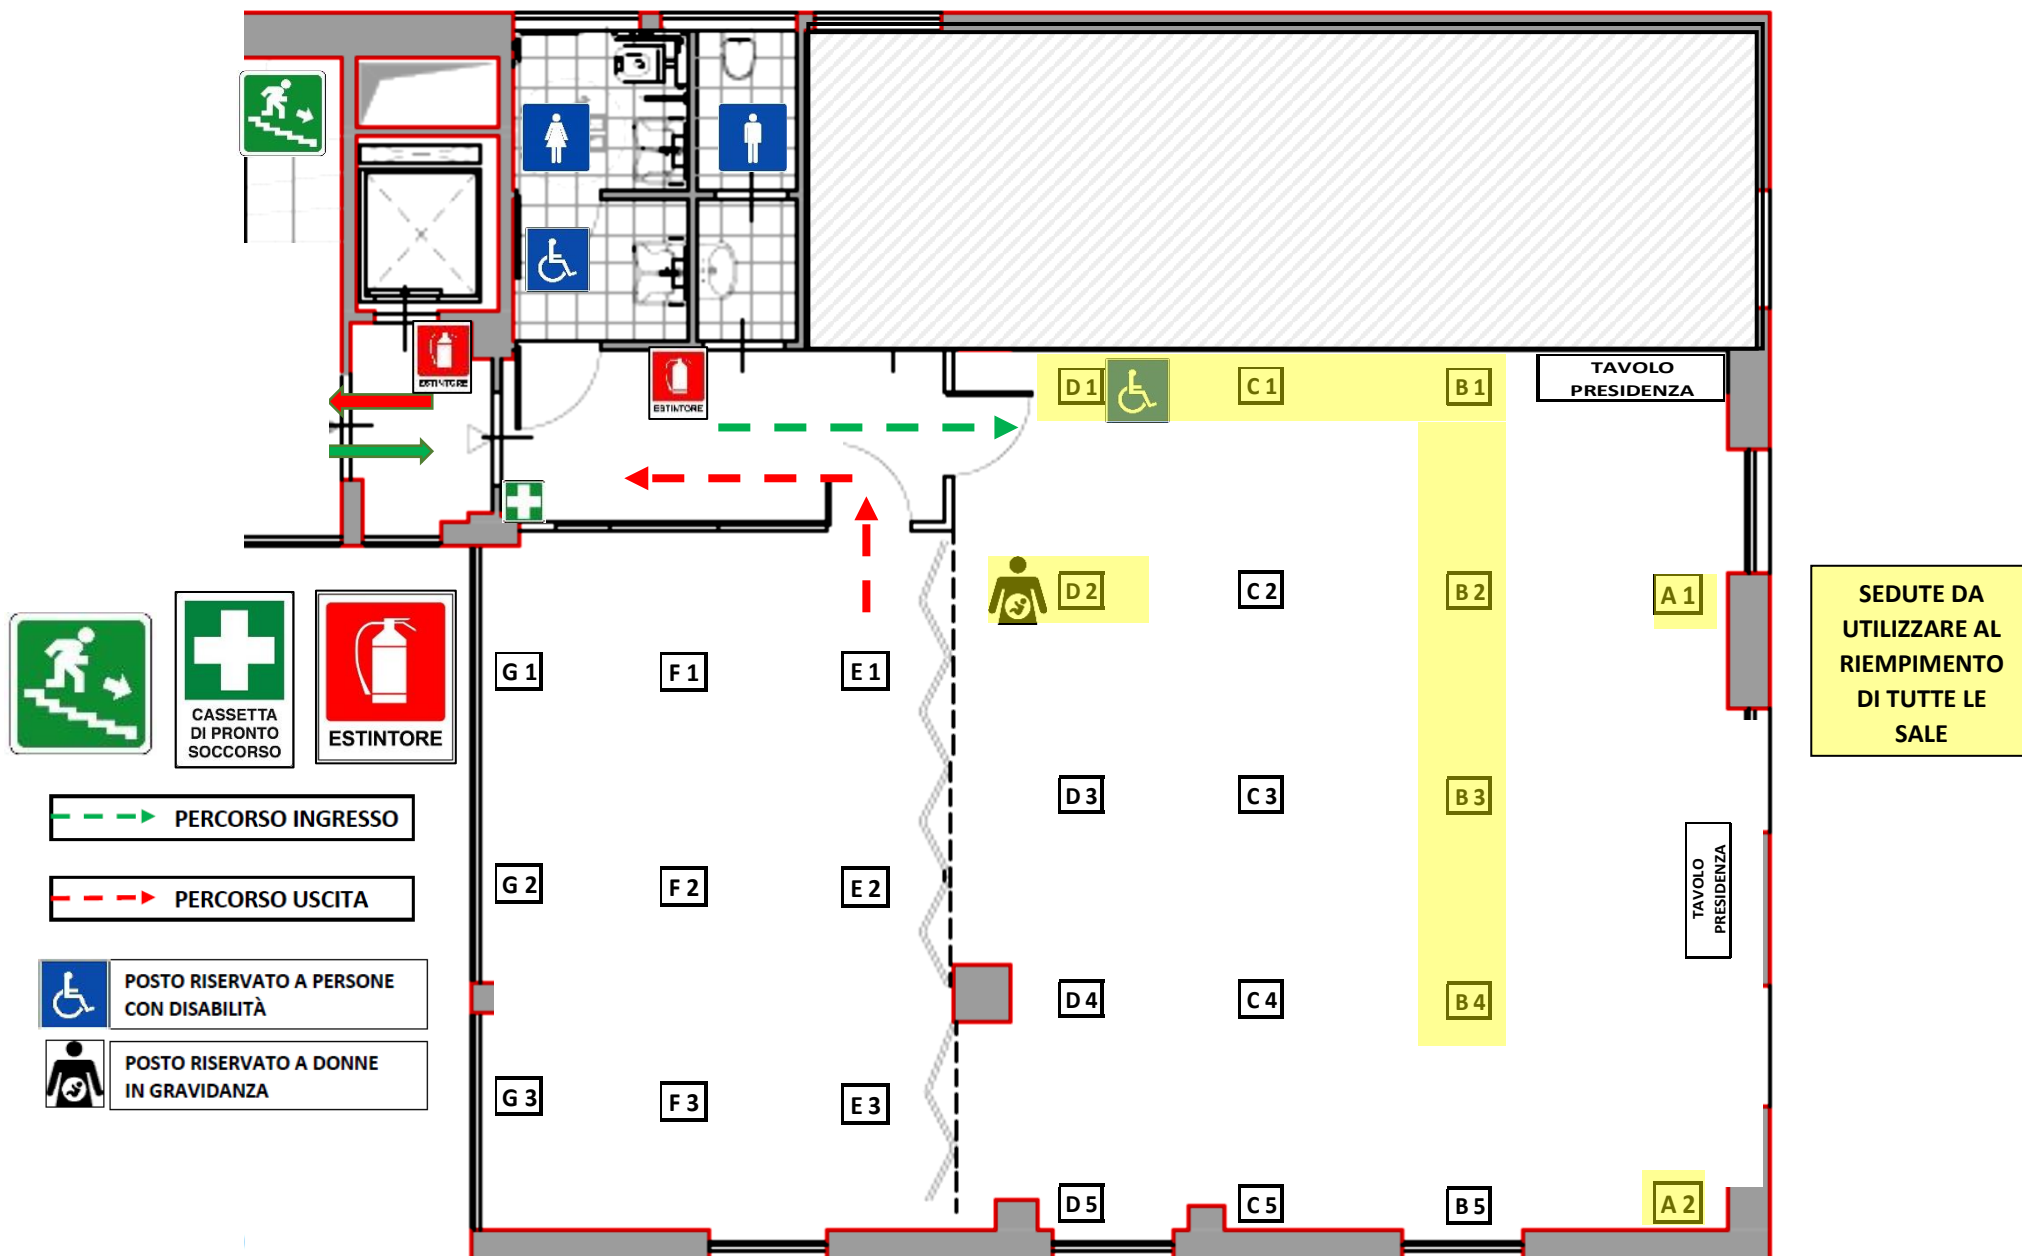 ESTINTORE
ESTINTORE
D 1
C 1
B 1
TAVOLO
PRESIDENZA
D 2
C 2
B 2
A 1
SEDUTE DA
UTILIZZARE AL
RIEMPIMENTO
DI TUTTE LE
SALE
G 1
F 1
E 1
CASSETTA
DI PRONTO
SOCCORSO
ESTINTORE
D 3
C 3
B 3
PERCORSO INGRESSO
G 2
F 2
E 2
TAVOLO
PRESIDENZA
PERCORSO USCITA
D 4
C 4
B 4
POSTO RISERVATO A PERSONE
CON DISABILITÀ
POSTO RISERVATO A DONNE
IN GRAVIDANZA
G 3
F 3
E 3
D 5
C 5
B 5
A 2